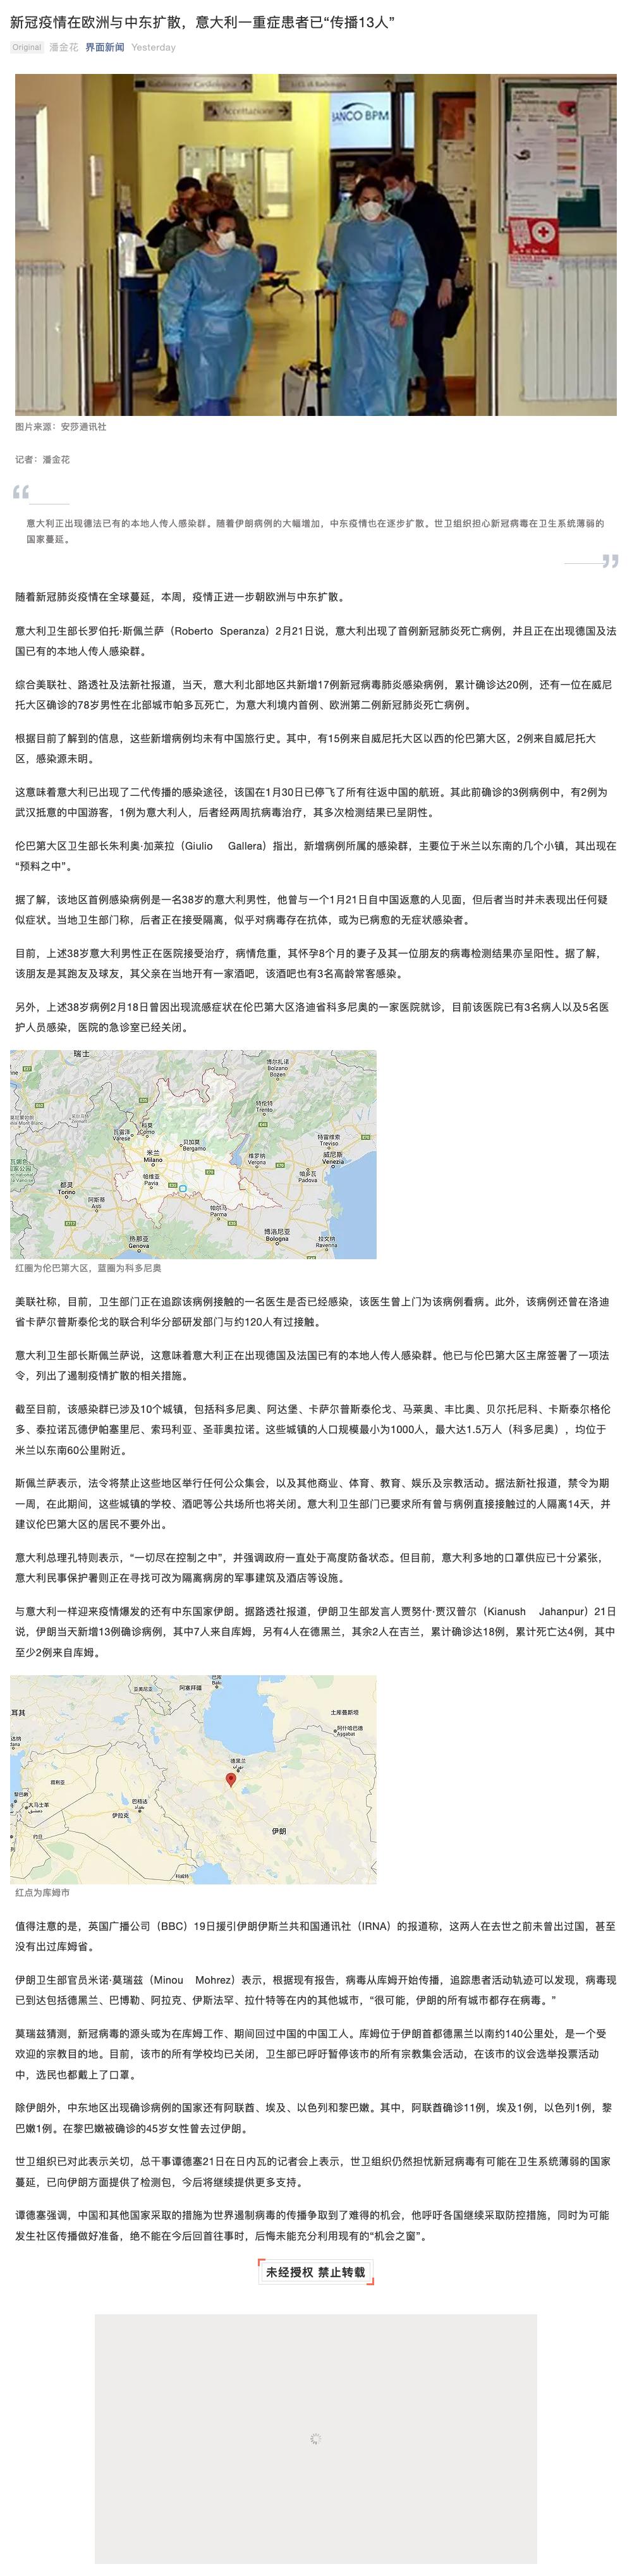 新冠疫情在欧洲与中东扩散，意大利一重症患者已“传播13人”
Original 潘金花 界面新闻 Yesterday
Accettazione
BANCO BPM
图片来源：安莎通讯社
记者：潘金花
意大利正出现德法已有的本地人传人感染群。随着伊朗病例的大幅增加，中东疫情也在逐步扩散。世卫组织担心新冠病毒在卫生系统薄弱的
国家蔓延。
随着新冠肺炎疫情在全球蔓延，本周，疫情正进一步朝欧洲与中东扩散。
意大利卫生部长罗伯托·斯佩兰萨（Roberto Speranza）2月21日说，意大利出现了首例新冠肺炎死亡病例，并且正在出现德国及法
国已有的本地人传人感染群。
综合美联社、路透社及法新社报道，当天，意大利北部地区共新增17例新冠病毒肺炎感染病例，累计确诊达20例，还有一位在威尼
托大区确诊的78岁男性在北部城市帕多瓦死亡，为意大利境内首例、欧洲第二例新冠肺炎死亡病例。
根据目前了解到的信息，这些新增病例均未有中国旅行史。其中，有15例来自威尼托大区以西的伦巴第大区，2例来自威尼托大
区，感染源未明。
这意味着意大利已出现了二代传播的感染途径，该国在1月30日已停飞了所有往返中国的航班。其此前确诊的3例病例中，有2例为
武汉抵意的中国游客，1例为意大利人，后者经两周抗病毒治疗，其多次检测结果已呈阴性。
伦巴第大区卫生部长朱利奥·加莱拉（Giulio Gallera）指出，新增病例所属的感染群，主要位于米兰以东南的几个小镇，其出现在
“预料之中”。
据了解，该地区首例感染病例是一名38岁的意大利男性，他曾与一个1月21日自中国返意的人见面，但后者当时并未表现出任何疑
似症状。当地卫生部门称，后者正在接受隔离，似乎对病毒存在抗体，或为已病愈的无症状感染者。
目前，上述38岁意大利男性正在医院接受治疗，病情危重，其怀孕8个月的妻子及其一位朋友的病毒检测结果亦呈阳性。据了解，
该朋友是其跑友及球友，其父亲在当地开有一家酒吧，该酒吧也有3名高龄常客感染。
另外，上述38岁病例2月18日曾因出现流感症状在伦巴第大区洛迪省科多尼奥的一家医院就诊，目前该医院已有3名病人以及5名医
护人员感染，医院的急诊室已经关闭。
瑞士
博尔扎诺
Bolzano
Bozen
特伦托
Trento
瓦雷泽
Varese
科莫
Como
贝加莫
Bergamo
特雷维索
Treviso
米兰
Milano
维罗纳
Verona
威尼斯
Venezia
帕多瓦
Padova
帕维亚
Pavia
都灵
Torino
阿斯蒂
Asti
帕尔马
Parma
热那亚
Genova
博洛尼亚
Bologna
拉文纳
Ravenna
红圈为伦巴第大区，蓝圈为科多尼奥
美联社称，目前，卫生部门正在追踪该病例接触的一名医生是否已经感染，该医生曾上门为该病例看病。此外，该病例还曾在洛迪
省卡萨尔普斯泰伦戈的联合利华分部研发部门与约120人有过接触。
意大利卫生部长斯佩兰萨说，这意味着意大利正在出现德国及法国已有的本地人传人感染群。他已与伦巴第大区主席签署了一项法
令，列出了遏制疫情扩散的相关措施。
截至目前，该感染群已涉及10个城镇，包括科多尼奥、阿达堡、卡萨尔普斯泰伦戈、马莱奥、丰比奥、贝尔托尼科、卡斯泰尔格伦
多、泰拉诺瓦德伊帕塞里尼、索玛利亚、圣菲奥拉诺。这些城镇的人口规模最小为1000人，最大达1.5万人（科多尼奥），均位于
米兰以东南60公里附近。
斯佩兰萨表示，法令将禁止这些地区举行任何公众集会，以及其他商业、体育、教育、娱乐及宗教活动。据法新社报道，禁令为期
一周，在此期间，这些城镇的学校、酒吧等公共场所也将关闭。意大利卫生部门已要求所有曾与病例直接接触过的人隔离14天，并
建议伦巴第大区的居民不要外出。
意大利总理孔特则表示，“一切尽在控制之中”，并强调政府一直处于高度防备状态。但目前，意大利多地的口罩供应已十分紧张，
意大利民事保护署则正在寻找可改为隔离病房的军事建筑及酒店等设施。
与意大利一样迎来疫情爆发的还有中东国家伊朗。据路透社报道，伊朗卫生部发言人贾努什·贾汉普尔（Kianush Jahanpur）21日
说，伊朗当天新增13例确诊病例，其中7人来自库姆，另有4人在德黑兰，其余2人在吉兰，累计确诊达18例，累计死亡达4例，其中
至少2例来自库姆。
巴库
Baki
亚美尼亚
阿塞拜疆
耳其
土库曼斯坦
阿什哈巴德
Aşgabat
德黑兰
叙利亚
黎巴嫩
大马士革
巴格达
伊拉克
伊朗
约旦
科威特
红点为库姆市
值得注意的是，英国广播公司（BBC）19日援引伊朗伊斯兰共和国通讯社（IRNA）的报道称，这两人在去世之前未曾出过国，甚至
没有出过库姆省。
伊朗卫生部官员米诺·莫瑞兹（Minou Mohrez）表示，根据现有报告，病毒从库姆开始传播，追踪患者活动轨迹可以发现，病毒现
已到达包括德黑兰、巴博勒、阿拉克、伊斯法罕、拉什特等在内的其他城市，“很可能，伊朗的所有城市都存在病毒。”
莫瑞兹猜测，新冠病毒的源头或为在库姆工作、期间回过中国的中国工人。库姆位于伊朗首都德黑兰以南约140公里处，是一个受
欢迎的宗教目的地。目前，该市的所有学校均已关闭，卫生部已呼吁暂停该市的所有宗教集会活动，在该市的议会选举投票活动
中，选民也都戴上了口罩。
除伊朗外，中东地区出现确诊病例的国家还有阿联酋、埃及、以色列和黎巴嫩。其中，阿联酋确诊11例，埃及1例，以色列1例，黎
巴嫩1例。在黎巴嫩被确诊的45岁女性曾去过伊朗。
世卫组织已对此表示关切，总干事谭德塞21日在日内瓦的记者会上表示，世卫组织仍然担忧新冠病毒有可能在卫生系统薄弱的国家
蔓延，已向伊朗方面提供了检测包，今后将继续提供更多支持。
谭德塞强调，中国和其他国家采取的措施为世界遏制病毒的传播争取到了难得的机会，他呼吁各国继续采取防控措施，同时为可能
发生社区传播做好准备，绝不能在今后回首往事时，后悔未能充分利用现有的“机会之窗”。
未经授权 禁止转载